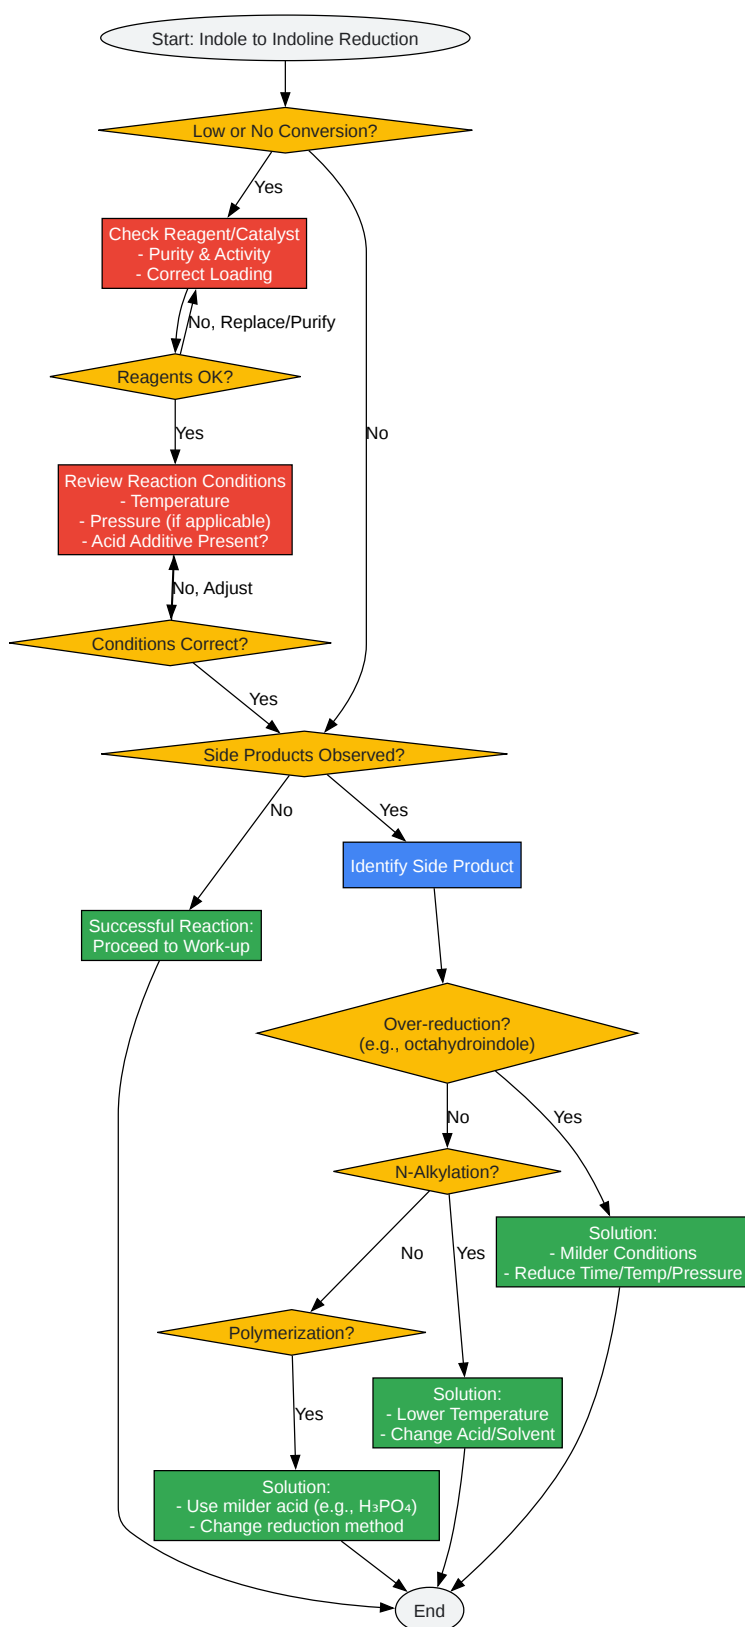 Start: Indole to Indoline Reduction
Low or No Conversion?
Yes
Check Reagent/Catalyst
- Purity & Activity
- Correct Loading
No, Replace/Purify
Reagents OK?
Yes
No
Review Reaction Conditions
- Temperature
- Pressure (if applicable)
- Acid Additive Present?
No, Adjust
Conditions Correct?
Yes
Side Products Observed?
No
Yes
Identify Side Product
Successful Reaction:
Proceed to Work-up
Over-reduction?
(e.g., octahydroindole)
No
Yes
N-Alkylation?
Solution:
- Milder Conditions
- Reduce Time/Temp/Pressure
No
Yes
Polymerization?
Solution:
- Lower Temperature
- Change Acid/Solvent
Yes
Solution:
- Use milder acid (e.g., H₃PO₄)
- Change reduction method
End